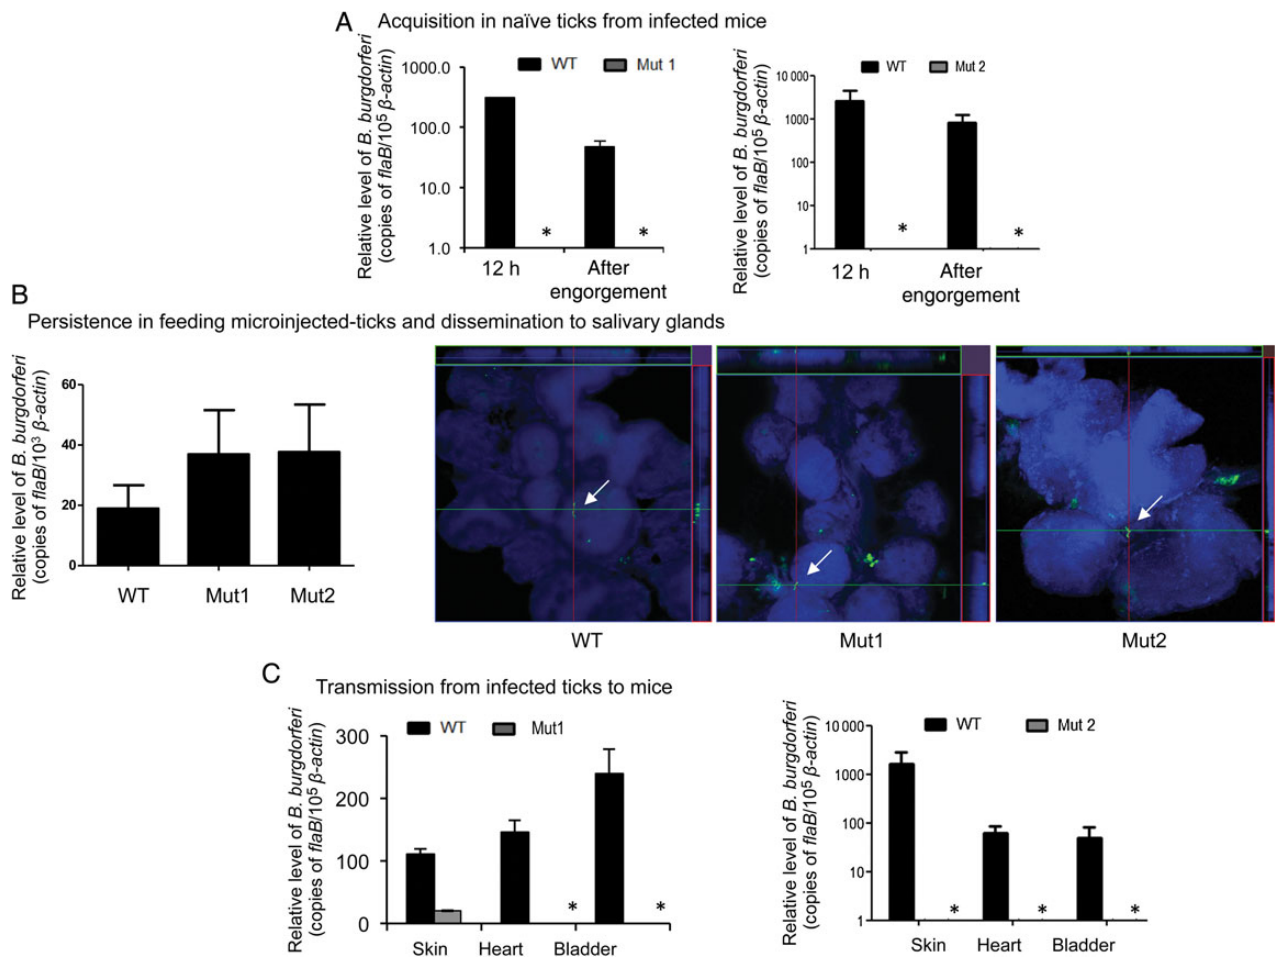 A Acquisition in naïve ticks from infected mice
Relative level of B. burgdorferi
(copies of flaB/10⁵ β-actin)
WT Mut 1
1000.0
100.0
10.0
1.0
* *
12 h After
engorgement
Relative level of B. burgdorferi
(copies of flaB/10⁵ β-actin)
WT Mut 2
10 000
1000
100
10
1
* *
12 h After
engorgement
B
Persistence in feeding microinjected-ticks and dissemination to salivary glands
Relative level of B. burgdorferi
(copies of flaB/10³ β-actin)
60
40
20
0
WT Mut1 Mut2
WT Mut1 Mut2
C
Transmission from infected ticks to mice
Relative level of B. burgdorferi
(copies of flaB/10⁵ β-actin)
WT Mut1
300
200
100
0
* *
Skin Heart Bladder
Relative level of B. burgdorferi
(copies of flaB/10⁵ β-actin)
WT Mut 2
10 000
1000
100
10
1
* * *
Skin Heart Bladder